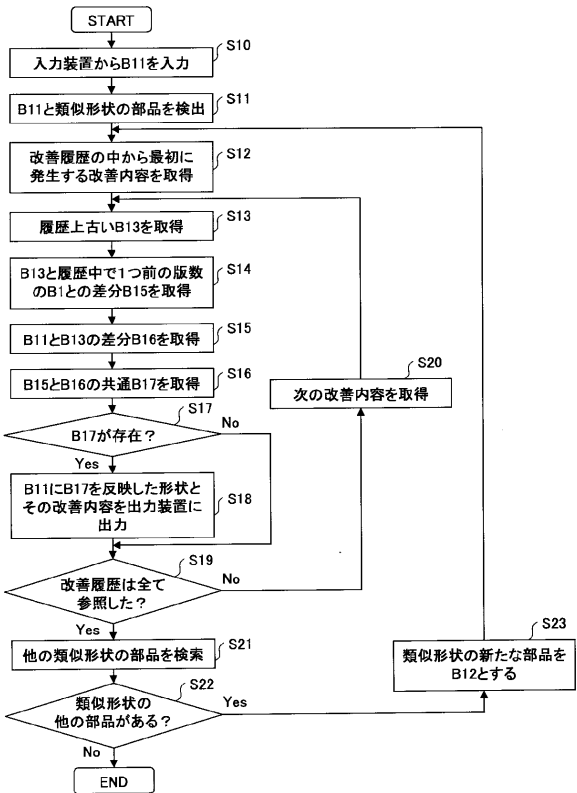 START
S10
入力装置からB11を入力
S11
B11と類似形状の部品を検出
S12
改善履歴の中から最初に
発生する改善内容を取得
S13
履歴上古いB13を取得
S14
B13と履歴中で1つ前の版数
のB1との差分B15を取得
S15
B11とB13の差分B16を取得
S16
B15とB16の共通B17を取得
S17
B17が存在?
No
Yes
S18
B11にB17を反映した形状と
その改善内容を出力装置に
出力
S19
改善履歴は全て
参照した?
No
Yes
S20
次の改善内容を取得
S21
他の類似形状の部品を検索
S22
類似形状の
他の部品がある?
Yes
No
S23
類似形状の新たな部品を
B12とする
END